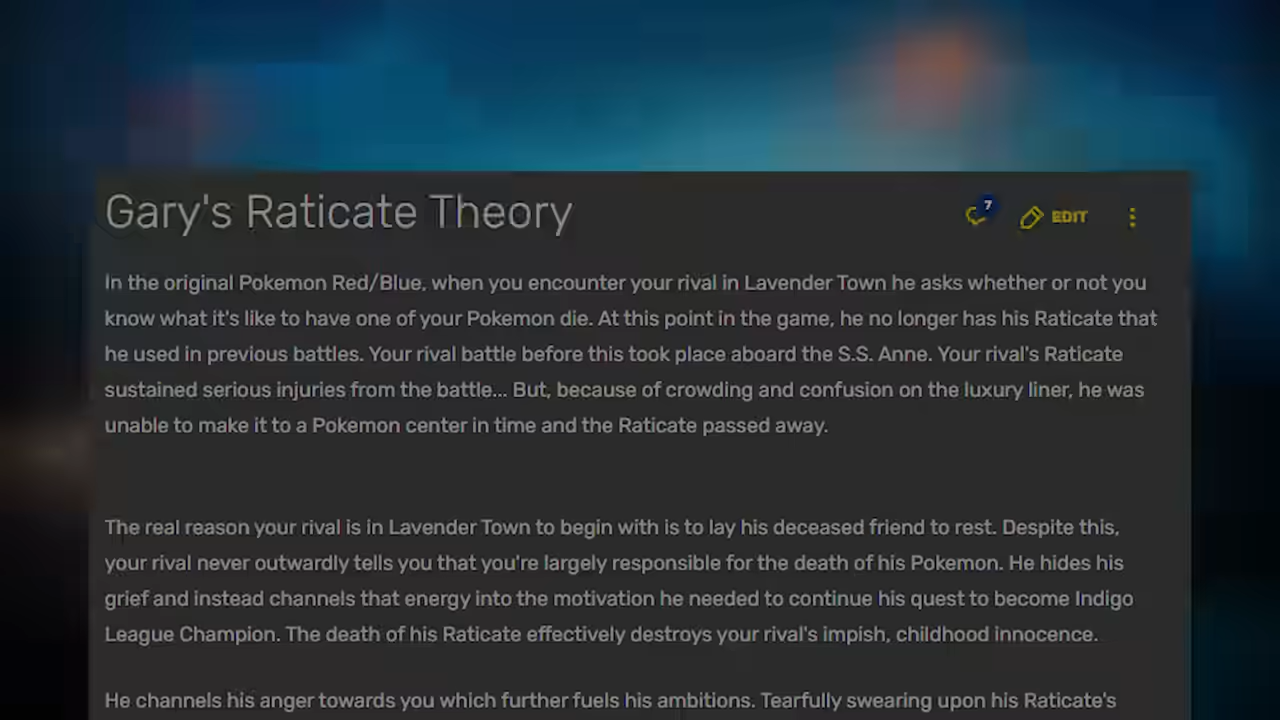 Gary's Raticate Theory
7
EDIT
In the original Pokemon Red/Blue, when you encounter your rival in Lavender Town he asks whether or not you
know what it's like to have one of your Pokemon die. At this point in the game, he no longer has his Raticate that
he used in previous battles. Your rival battle before this took place aboard the S.S. Anne. Your rival's Raticate
sustained serious injuries from the battle... But, because of crowding and confusion on the luxury liner, he was
unable to make it to a Pokemon center in time and the Raticate passed away.
The real reason your rival is in Lavender Town to begin with is to lay his deceased friend to rest. Despite this,
your rival never outwardly tells you that you're largely responsible for the death of his Pokemon. He hides his
grief and instead channels that energy into the motivation he needed to continue his quest to become Indigo
League Champion. The death of his Raticate effectively destroys your rival's impish, childhood innocence.
He channels his anger towards you which further fuels his ambitions. Tearfully swearing upon his Raticate's